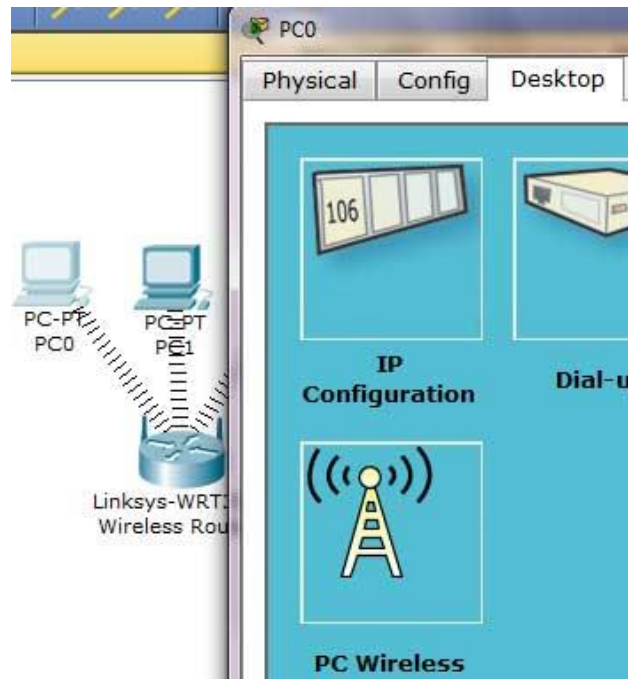 PC0
Physical Config Desktop
106
PC-PT
PC0
PC-PT
PC1
IP
Configuration
Dial-u
Linksys-WRT
Wireless Rou
PC Wireless